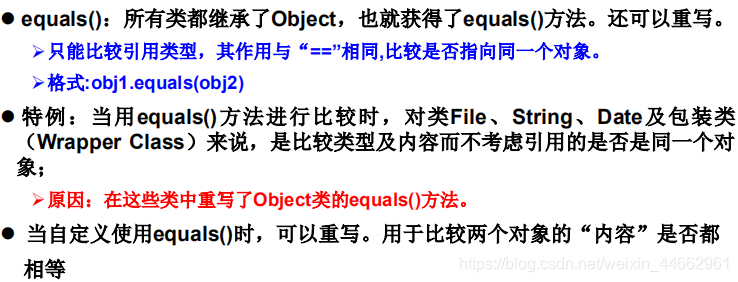 ● equals()：所有类都继承了Object，也就获得了equals()方法。还可以重写。
➢只能比较引用类型，其作用与“==”相同,比较是否指向同一个对象。
➢格式:obj1.equals(obj2)
● 特例：当用equals()方法进行比较时，对类File、String、Date及包装类
（Wrapper Class）来说，是比较类型及内容而不考虑引用的是否是同一个对
象；
➢原因：在这些类中重写了Object类的equals()方法。
● 当自定义使用equals()时，可以重写。用于比较两个对象的“内容”是否都
相等
https://blog.csdn.net/weixin_44662961